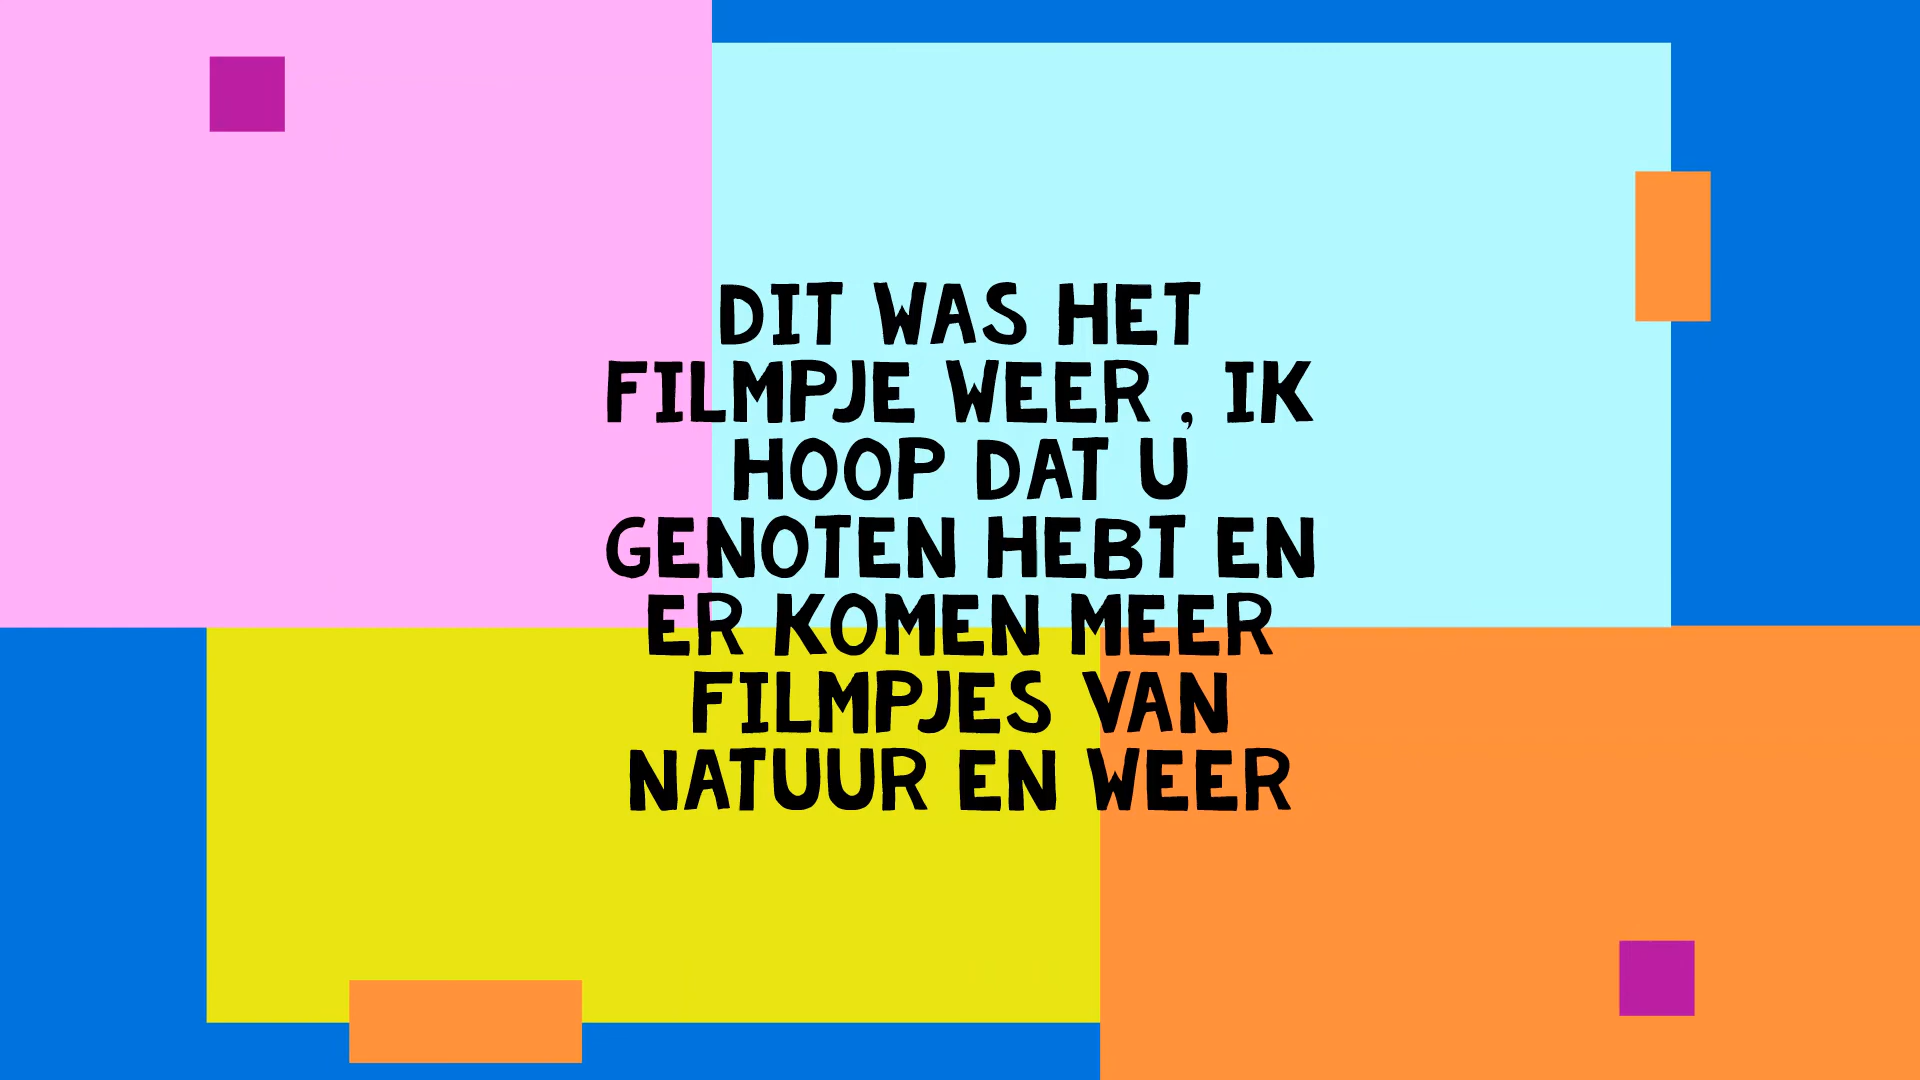 DIT WAS HET
FILMPJE WEER , IK
HOOP DAT U
GENOTEN HEBT EN
ER KOMEN MEER
FILMPJES VAN
NATUUR EN WEER